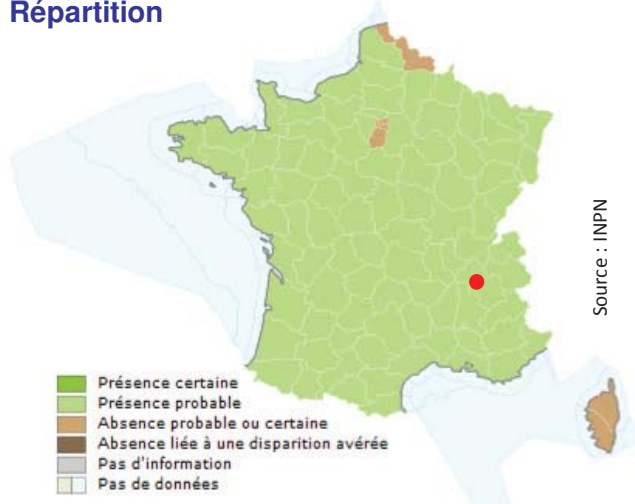 Répartition
Source : INPN
Présence certaine
Présence probable
Absence probable ou certaine
Absence liée à une disparition avérée
Pas d'information
Pas de données